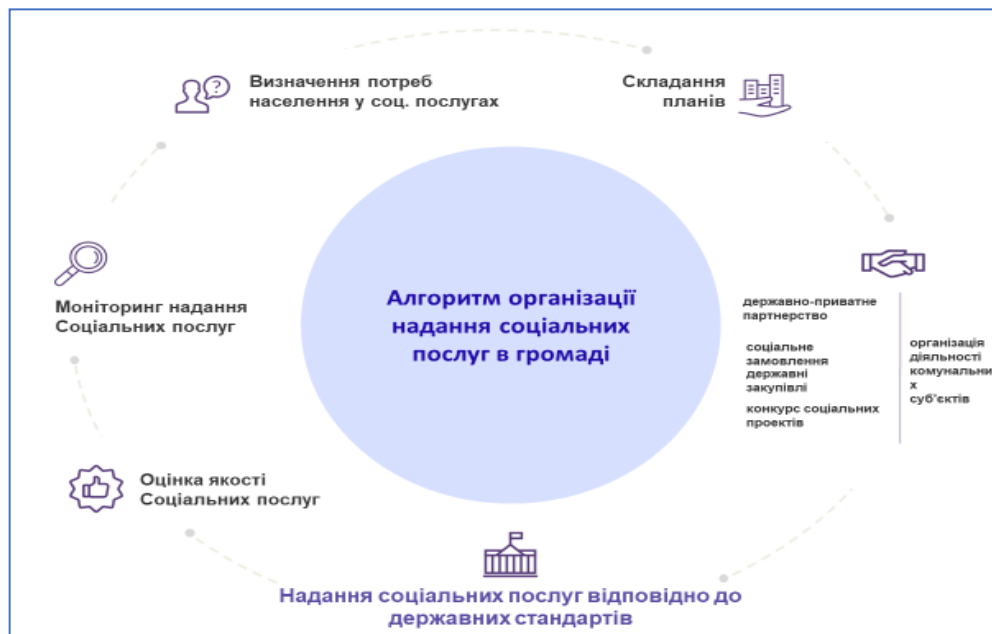 Визначення потреб
населення у соц. послугах
Складання
планів
державно-приватне
партнерство
соціальне
замовлення
державні
закупівлі
конкурс соціальних
проектів
організація
діяльності
комунальни
х
суб'єктів
Надання соціальних послуг відповідно до
державних стандартів
Оцінка якості
Соціальних послуг
Моніторинг надання
Соціальних послуг
Алгоритм організації
надання соціальних
послуг в громаді